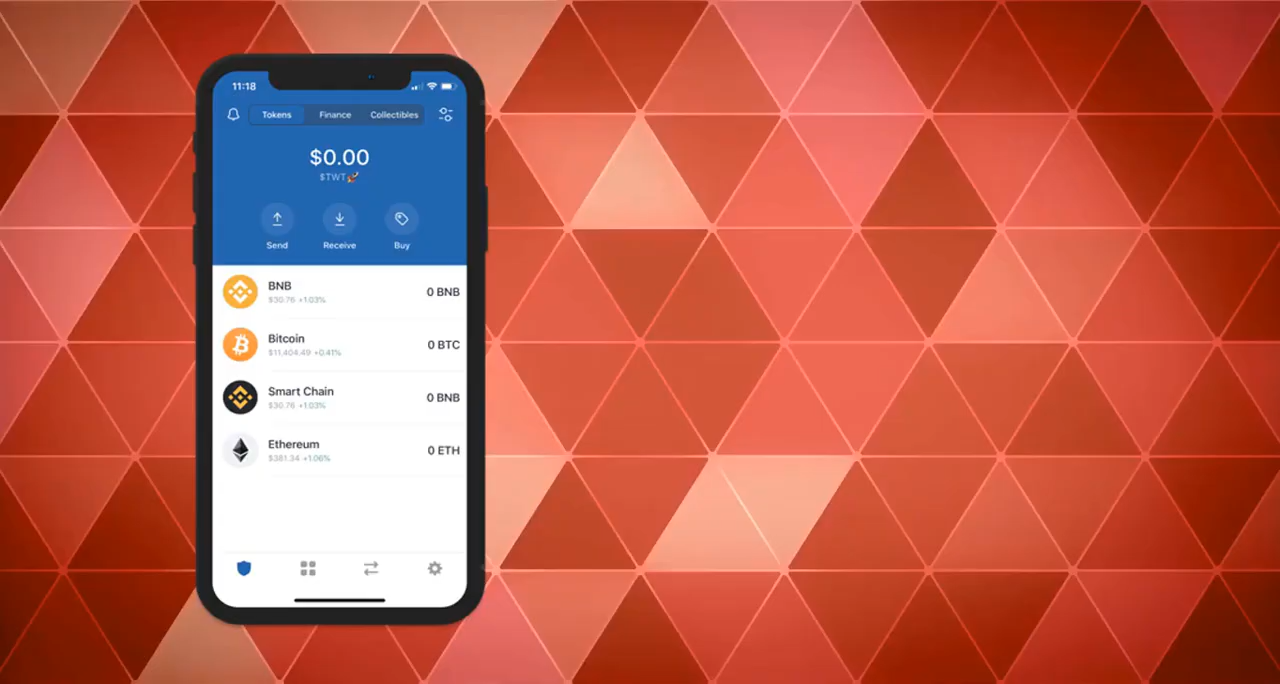 11:18
Tokens Finance Collectibles
$0.00
$TWT
Send Receive Buy
BNB
$30.76 +1.03%
0 BNB
Bitcoin
$11,404.49 +0.41%
0 BTC
Smart Chain
$30.76 +1.03%
0 BNB
Ethereum
$381.34 +1.06%
0 ETH